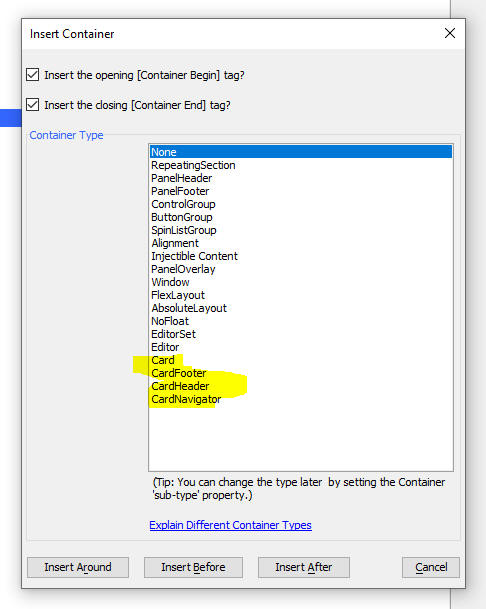 Insert Container
Insert the opening [Container Begin] tag?
Insert the closing [Container End] tag?
Container Type
None
RepeatingSection
PanelHeader
PanelFooter
ControlGroup
ButtonGroup
SpinListGroup
Alignment
Injectible Content
PanelOverlay
Window
FlexLayout
AbsoluteLayout
NoFloat
EditorSet
Editor
Card
CardFooter
CardHeader
CardNavigator
(Tip: You can change the type later by setting the Container
'sub-type' property.)
Explain Different Container Types
Insert Around
Insert Before
Insert After
Cancel